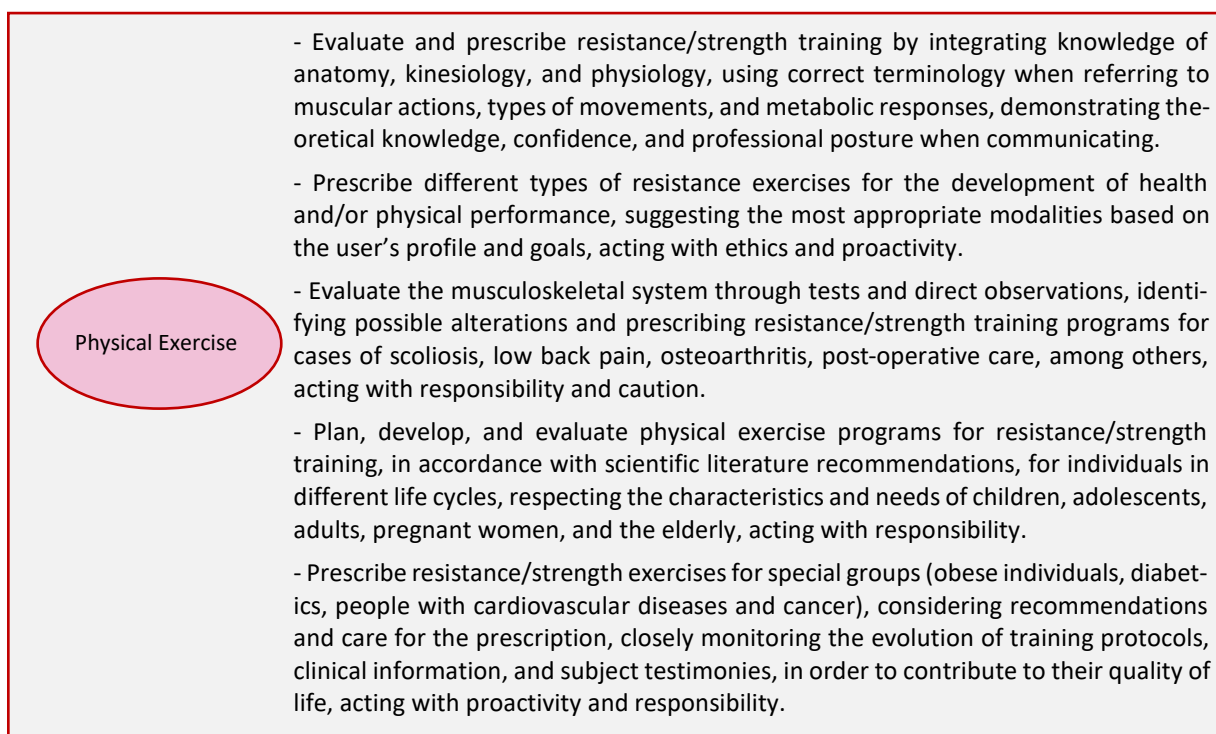 - Evaluate and prescribe resistance/strength training by integrating knowledge of
anatomy, kinesiology, and physiology, using correct terminology when referring to
muscular actions, types of movements, and metabolic responses, demonstrating the-
oretical knowledge, confidence, and professional posture when communicating.
- Prescribe different types of resistance exercises for the development of health
and/or physical performance, suggesting the most appropriate modalities based on
the user’s profile and goals, acting with ethics and proactivity.
Physical Exercise
- Evaluate the musculoskeletal system through tests and direct observations, identi-
fying possible alterations and prescribing resistance/strength training programs for
cases of scoliosis, low back pain, osteoarthritis, post-operative care, among others,
acting with responsibility and caution.
- Plan, develop, and evaluate physical exercise programs for resistance/strength
training, in accordance with scientific literature recommendations, for individuals in
different life cycles, respecting the characteristics and needs of children, adolescents,
adults, pregnant women, and the elderly, acting with responsibility.
- Prescribe resistance/strength exercises for special groups (obese individuals, diabet-
ics, people with cardiovascular diseases and cancer), considering recommendations
and care for the prescription, closely monitoring the evolution of training protocols,
clinical information, and subject testimonies, in order to contribute to their quality of
life, acting with proactivity and responsibility.